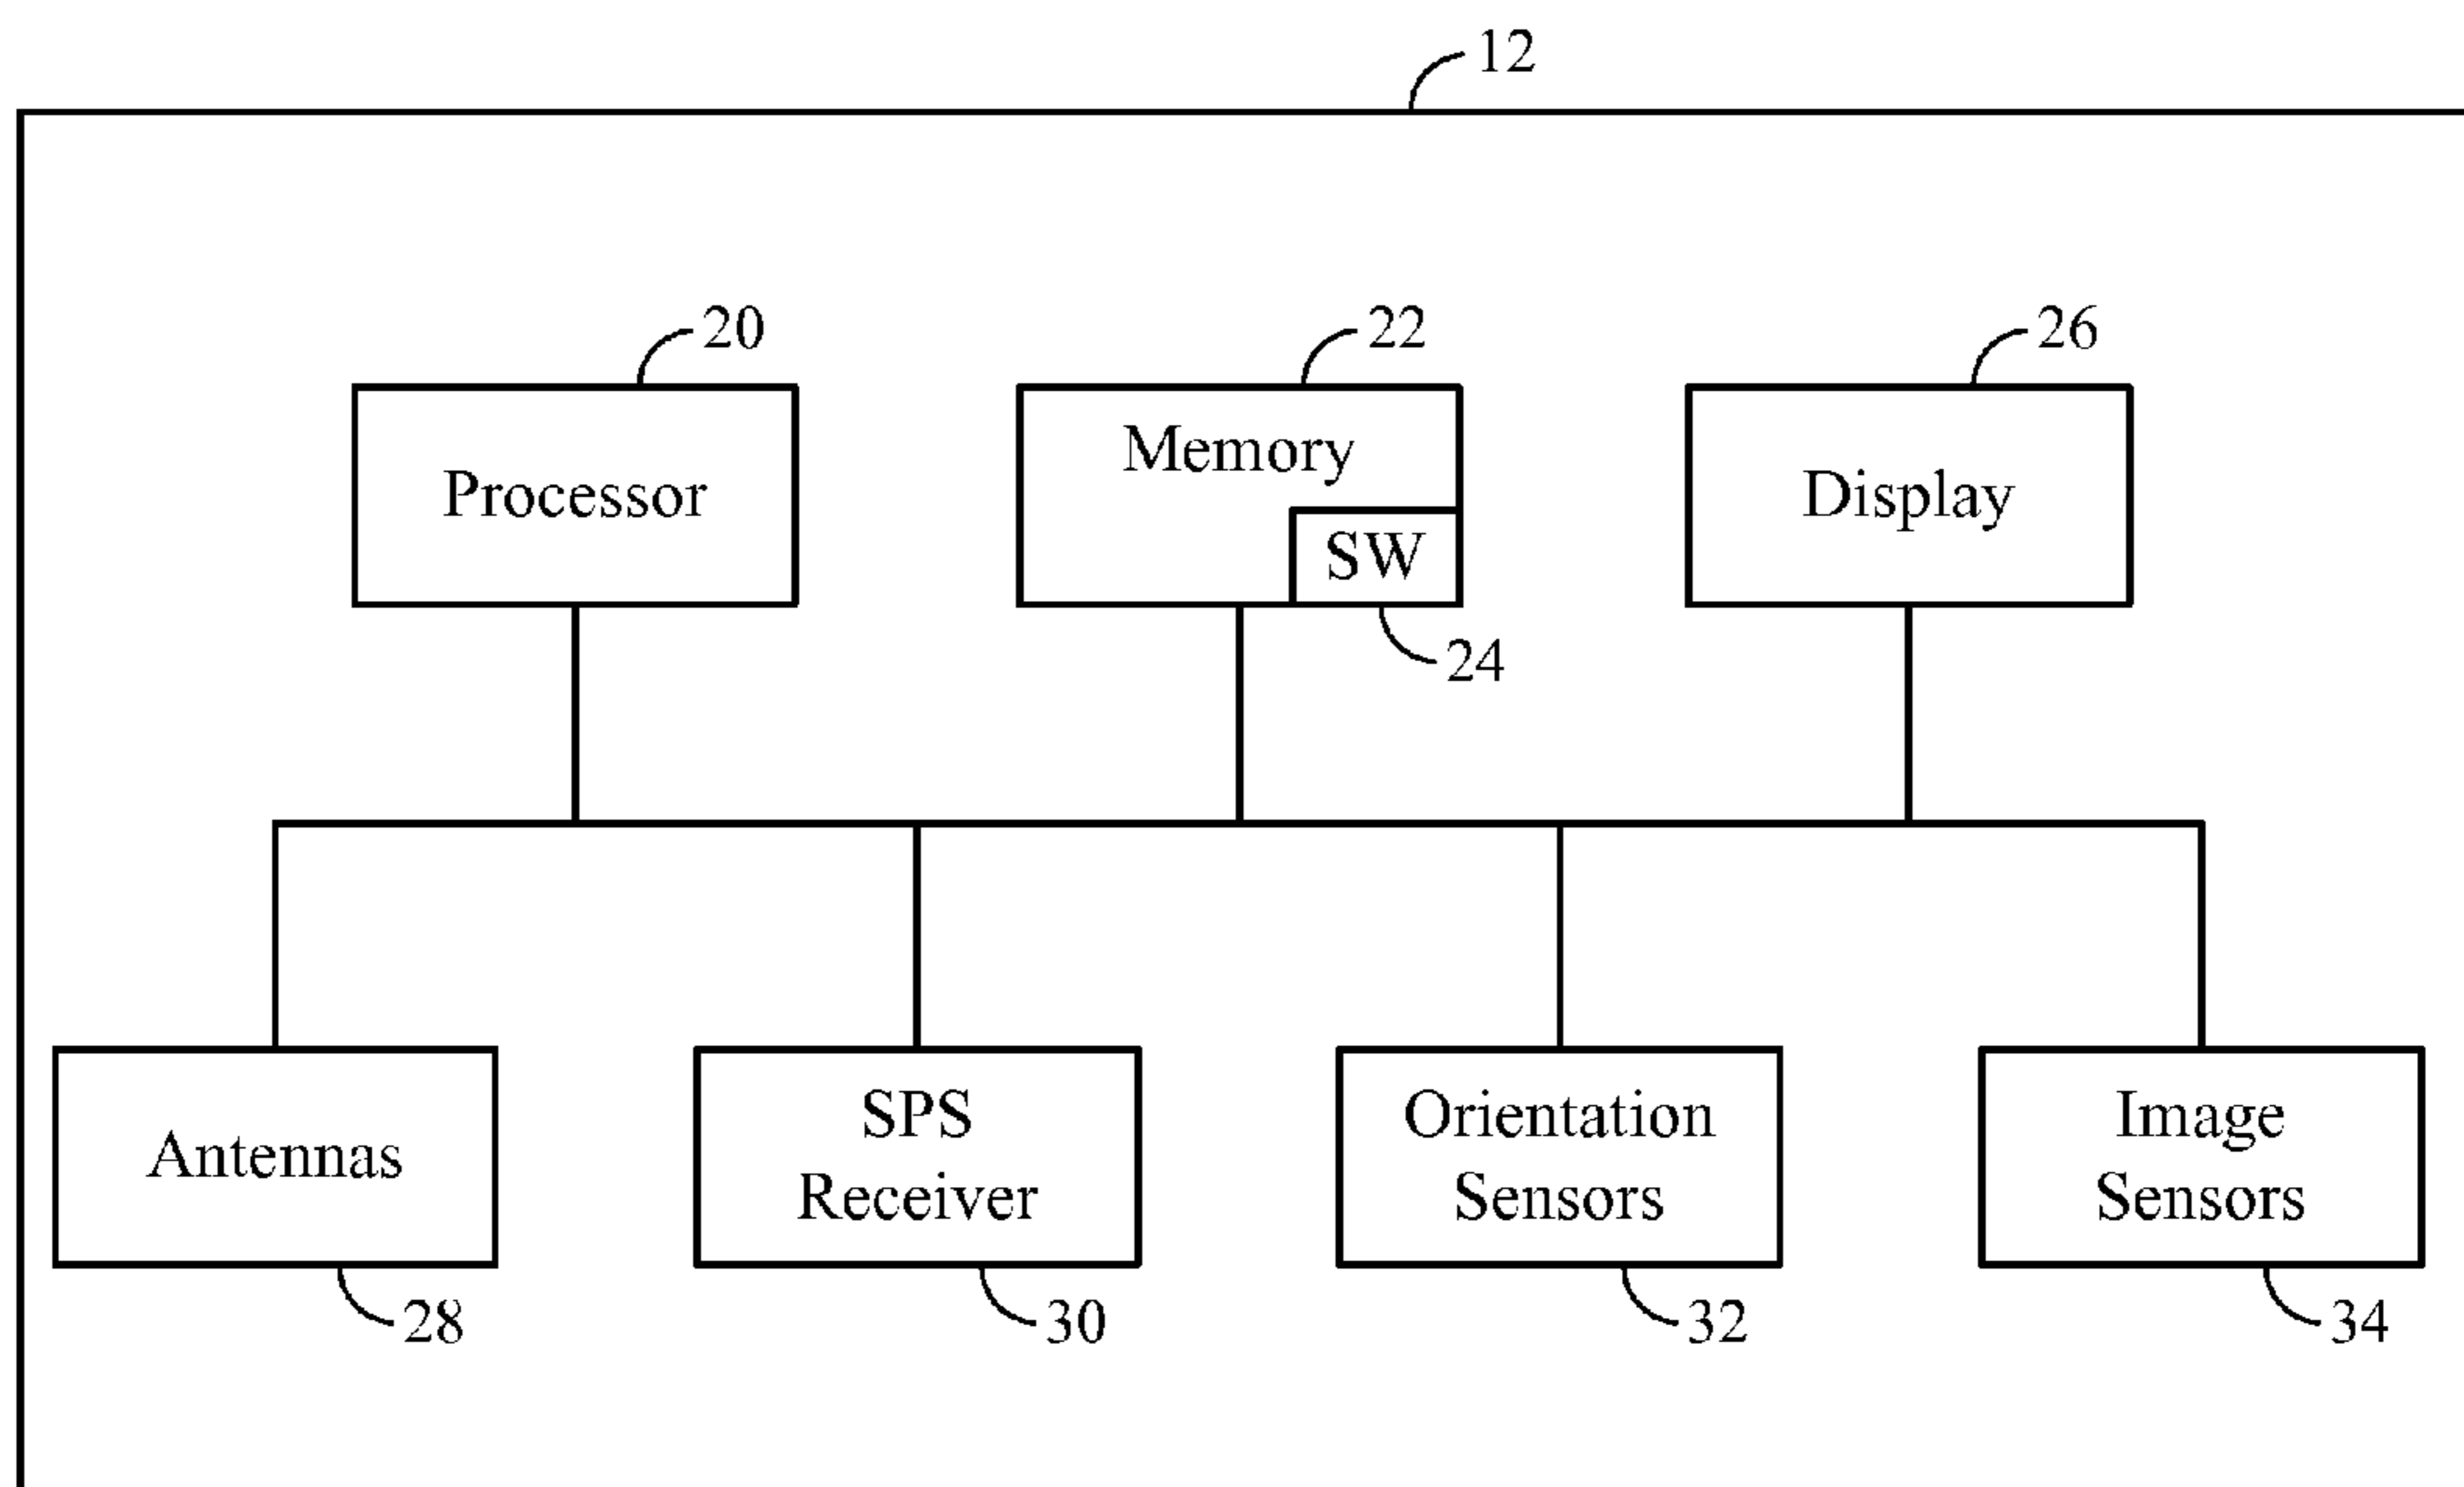 12
20
22
26
Processor
Memory
SW
Display
24
Antennas
SPS
Receiver
Orientation
Sensors
Image
Sensors
28
30
32
34